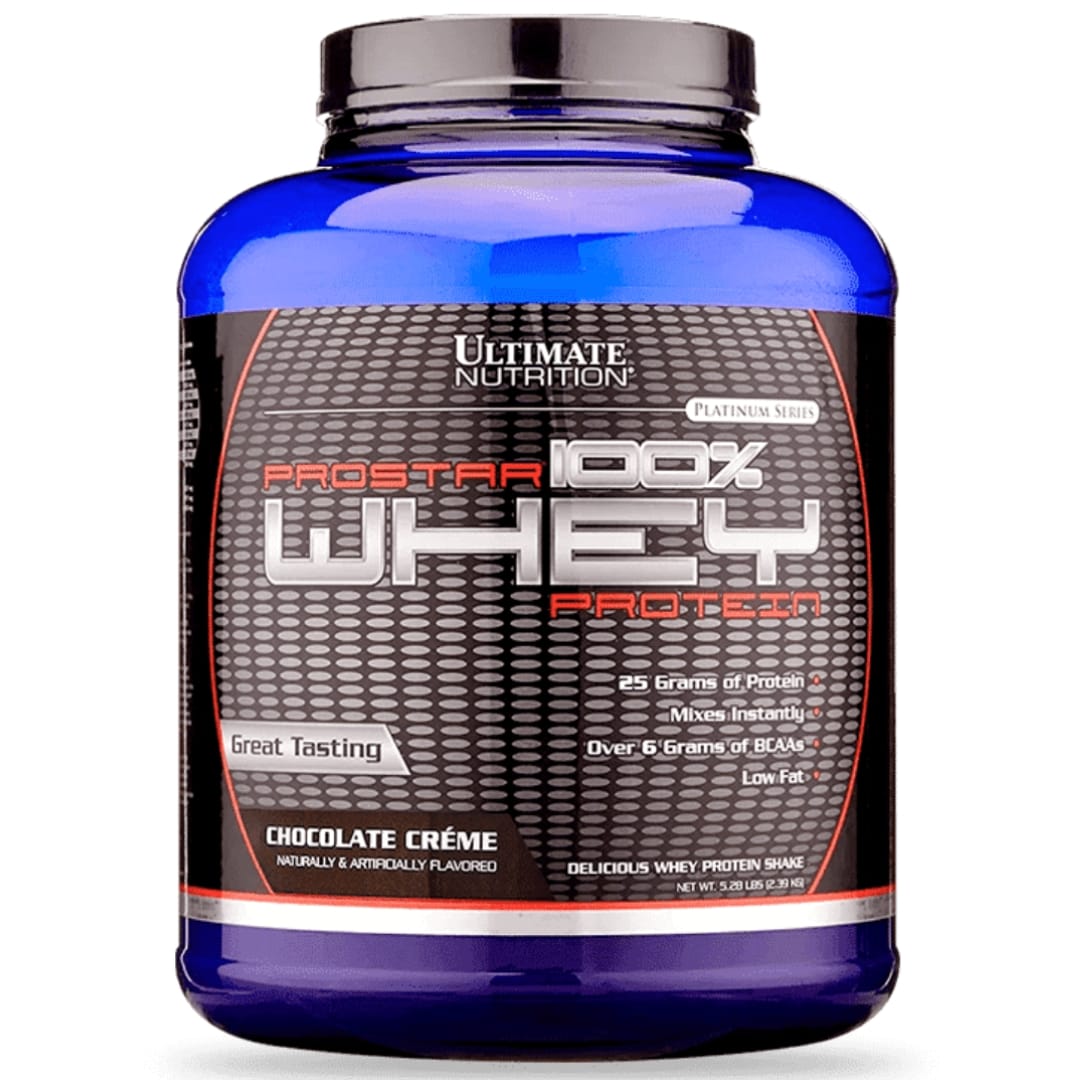 ULTIMATE
NUTRITION®
PLATINUM SERIES
PROSTAR 100%
WHEY
PROTEIN
25 Grams of Protein •
Mixes Instantly •
Over 6 Grams of BCAAs •
Low Fat •
Great Tasting
CHOCOLATE CRÉME
NATURALLY & ARTIFICIALLY FLAVORED
DELICIOUS WHEY PROTEIN SHAKE
NET WT. 5.28 LBS (2.39 KG)